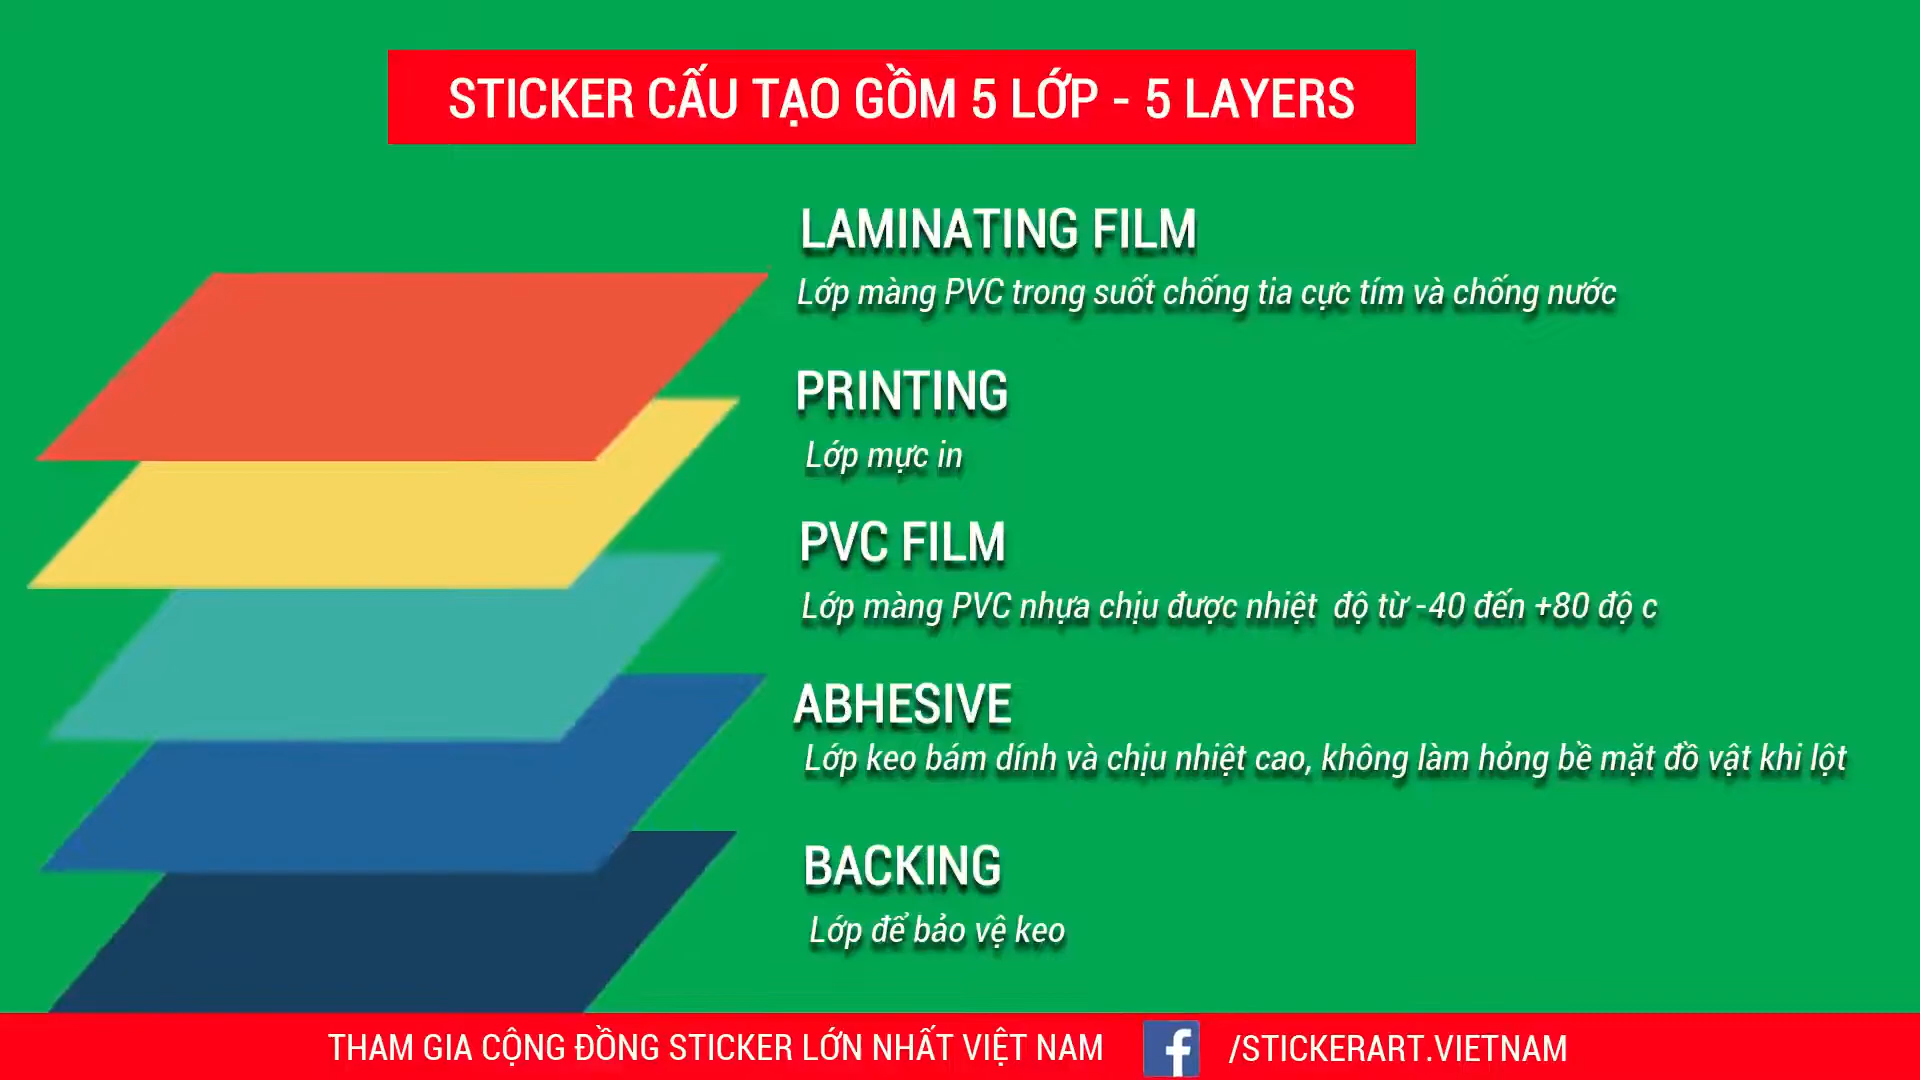 STICKER CẤU TẠO GỒM 5 LỚP - 5 LAYERS
LAMINATING FILM
Lớp màng PVC trong suốt chống tia cực tím và chống nước
PRINTING
Lớp mực in
PVC FILM
Lớp màng PVC nhựa chịu được nhiệt độ từ -40 đến +80 độ c
ABHESIVE
Lớp keo bám dính và chịu nhiệt cao, không làm hỏng bề mặt đồ vật khi lột
BACKING
Lớp để bảo vệ keo
THAM GIA CỘNG ĐỒNG STICKER LỚN NHẤT VIỆT NAM f /STICKERART.VIETNAM